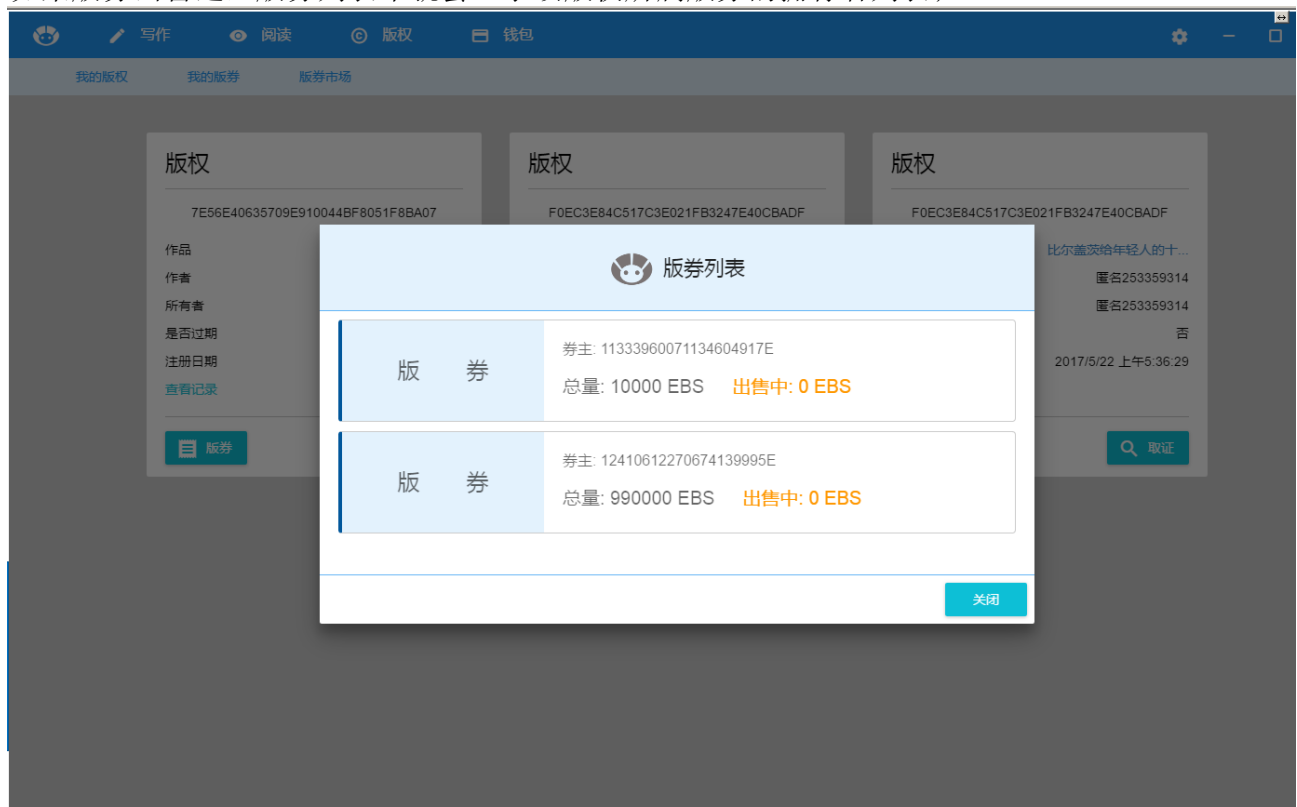 写作 阅读 版权 钱包
我的版权 我的版券 版券市场
版权 版权 版权
7E56E40635709E910044BF8051F8BA07 F0EC3E84C517C3E021FB3247E40CBADF F0EC3E84C517C3E021FB3247E40CBADF
作品 比尔盖茨给年轻人的十...
作者 匿名253359314
所有者 匿名253359314
是否过期 否
注册日期 2017/5/22 上午5:36:29
查看记录
版券 取证
版券列表
版 券
券主: 11333960071134604917E
总量: 10000 EBS 出售中: 0 EBS
版 券
券主: 12410612270674139995E
总量: 990000 EBS 出售中: 0 EBS
关闭